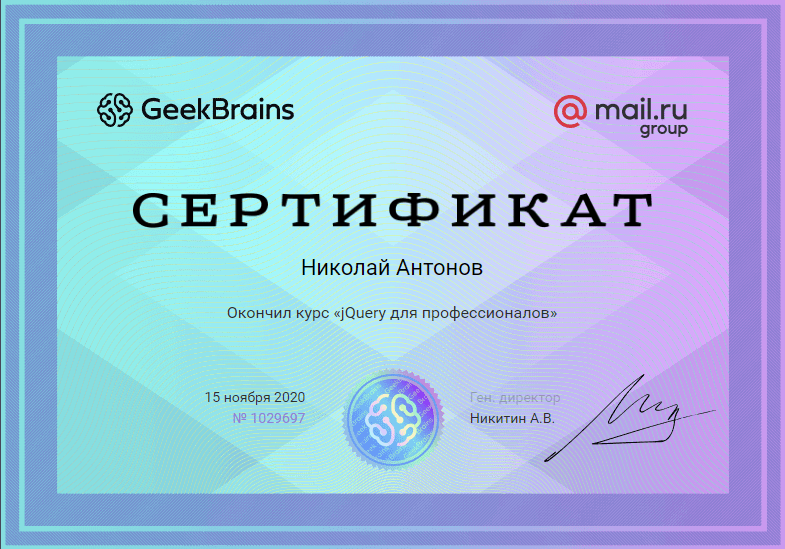 GeekBrains
@mail.ru
group
СЕРТИФИКАТ
Николай Антонов
Окончил курс «jQuery для профессионалов»
15 ноября 2020
№ 1029697
Ген. директор
Никитин А.В.